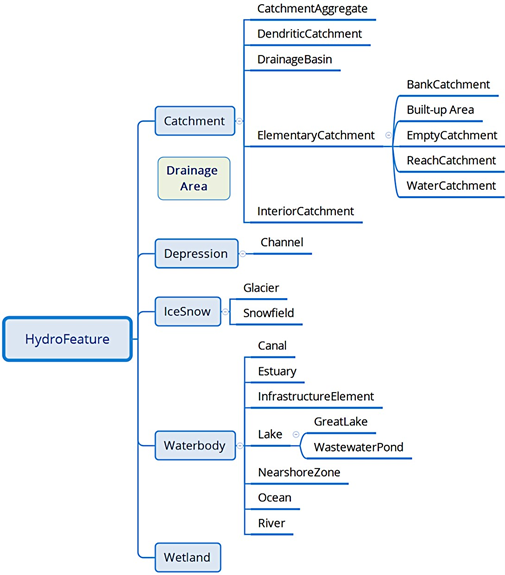 CatchmentAggregate
DendriticCatchment
DrainageBasin
BankCatchment
Built-up Area
Catchment
ElementaryCatchment
EmptyCatchment
ReachCatchment
WaterCatchment
Drainage
Area
InteriorCatchment
Depression
Channel
Glacier
IceSnow
Snowfield
HydroFeature
Canal
Estuary
InfrastructureElement
GreatLake
Lake
Waterbody
WastewaterPond
NearshoreZone
Ocean
River
Wetland